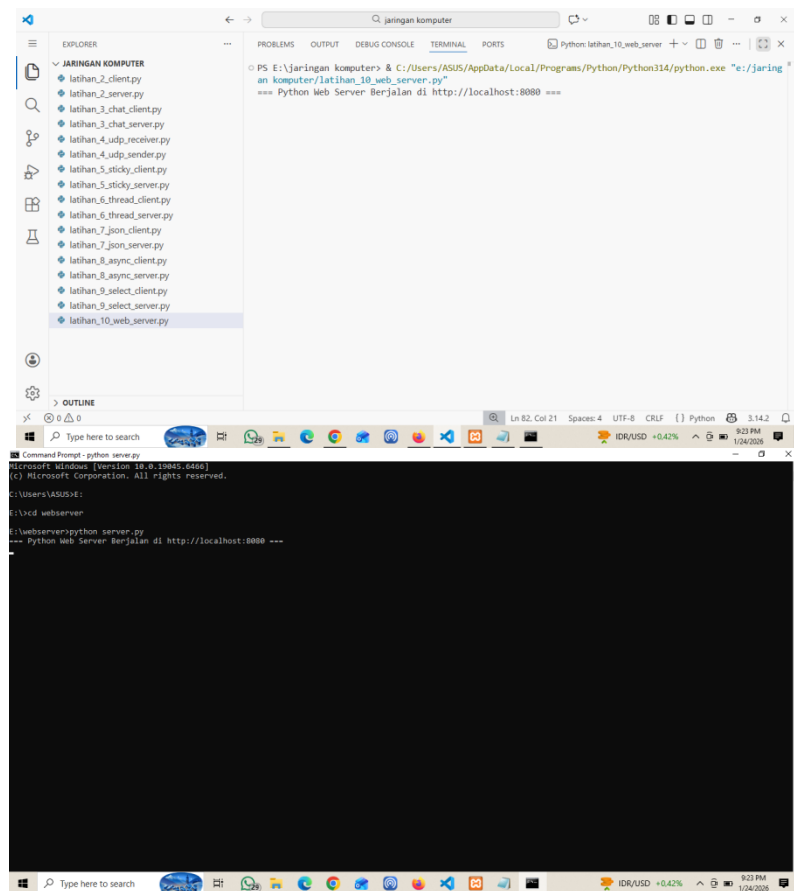 jaringan komputer
EXPLORER
PROBLEMS OUTPUT DEBUG CONSOLE TERMINAL PORTS
Python: latihan_10_web_server
JARINGAN KOMPUTER
latihan_2_client.py
latihan_2_server.py
latihan_3_chat_client.py
latihan_3_chat_server.py
latihan_4_udp_receiver.py
latihan_4_udp_sender.py
latihan_5_sticky_client.py
latihan_5_sticky_server.py
latihan_6_thread_client.py
latihan_6_thread_server.py
latihan_7_json_client.py
latihan_7_json_server.py
latihan_8_async_client.py
latihan_8_async_server.py
latihan_9_select_client.py
latihan_9_select_server.py
latihan_10_web_server.py
OUTLINE
PS E:\jaringan komputer> & C:/Users/ASUS/AppData/Local/Programs/Python/Python314/python.exe "e:/jaring
an komputer/latihan_10_web_server.py"
=== Python Web Server Berjalan di http://localhost:8080 ===
0 0 Ln 82, Col 21 Spaces: 4 UTF-8 CRLF {} Python 3.14.2
Type here to search 29 IDR/USD +0,42% 9:23 PM
1/24/2026
Command Prompt - python server.py
Microsoft Windows [Version 10.0.19045.6466]
(c) Microsoft Corporation. All rights reserved.
C:\Users\ASUS>E:
E:\>cd webserver
E:\webserver>python server.py
=== Python Web Server Berjalan di http://localhost:8080 ===
Type here to search 29 IDR/USD +0,42% 9:23 PM
1/24/2026